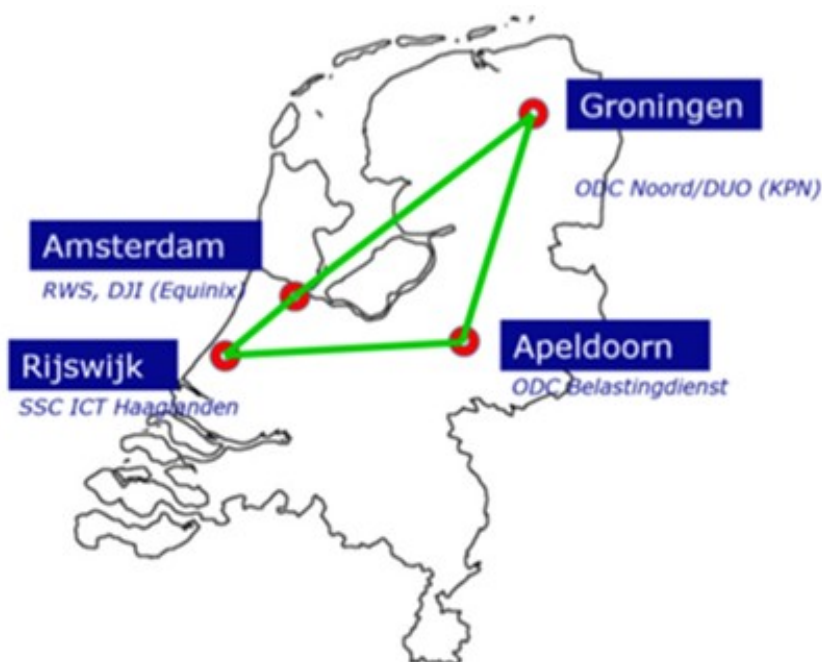 Groningen
ODC Noord/DUO (KPN)
Amsterdam
RWS, DJI (Equinix)
Rijswijk
SSC ICT Haaglanden
Apeldoorn
ODC Belastingdienst